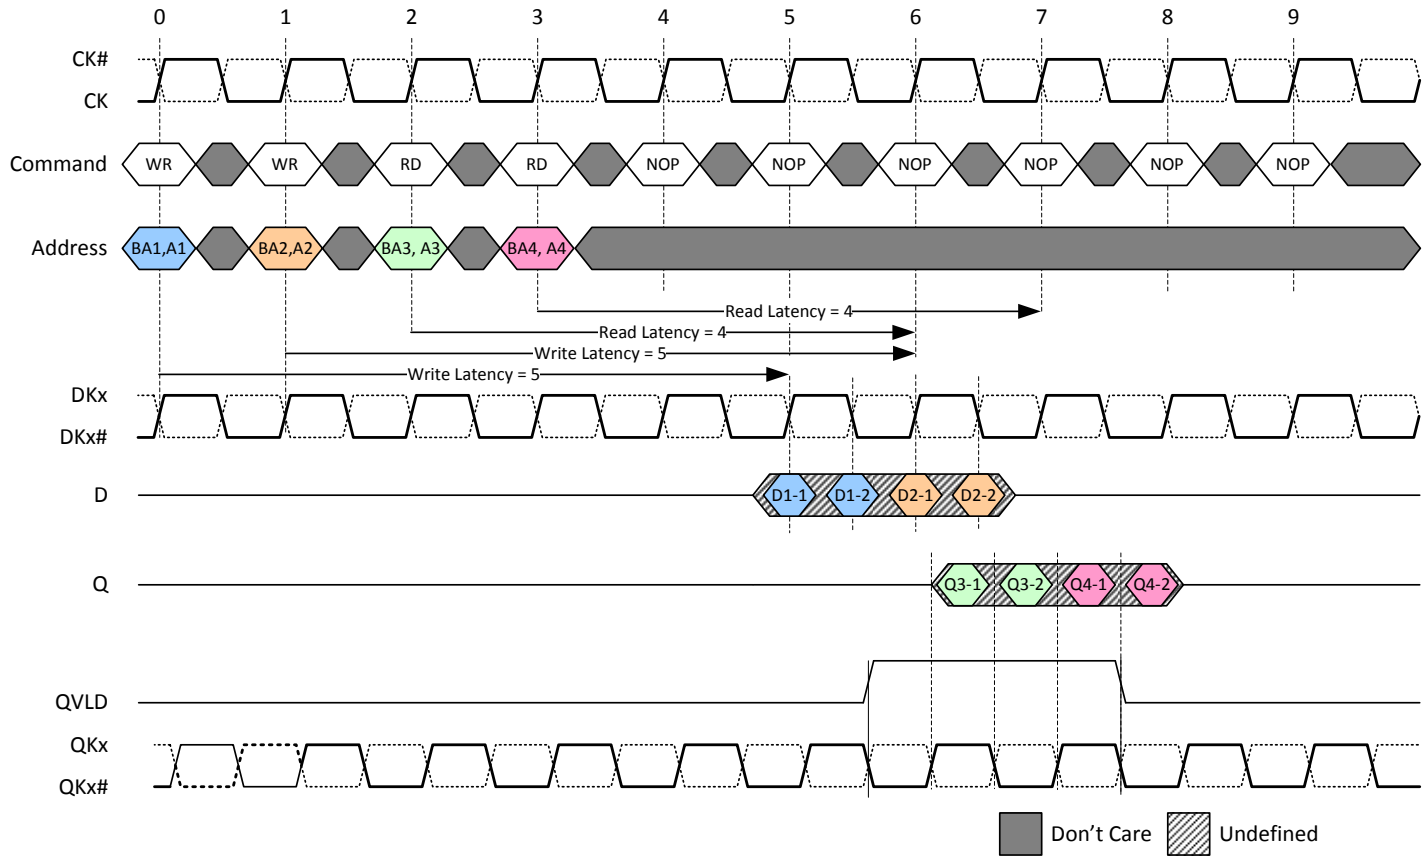 0 1 2 3 4 5 6 7 8 9
CK#
CK
Command WR WR RD RD NOP NOP NOP NOP NOP NOP
Address BA1,A1 BA2,A2 BA3, A3 BA4, A4
Read Latency = 4
Read Latency = 4
Write Latency = 5
Write Latency = 5
DKx
DKx#
D D1-1 D1-2 D2-1 D2-2
Q Q3-1 Q3-2 Q4-1 Q4-2
QVLD
QKx
QKx#
Don't Care Undefined